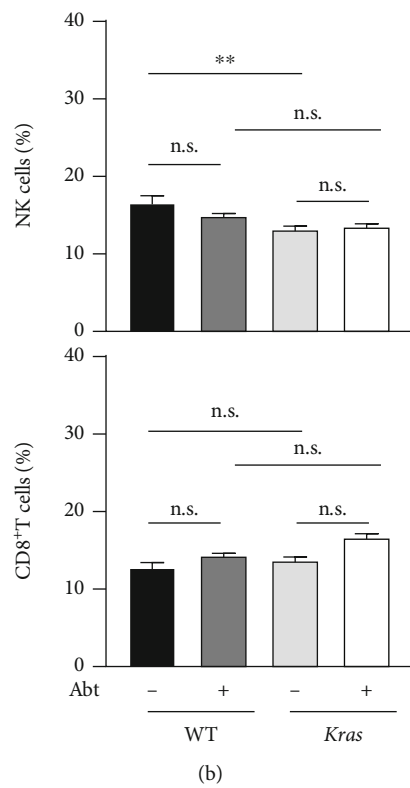 40
**
30
n.s.
n.s.
NK cells (%)
20
n.s.
10
0
40
n.s.
30
n.s.
CD8⁺T cells (%)
20
n.s.
n.s.
10
0
Abt − + − +
WT Kras
(b)